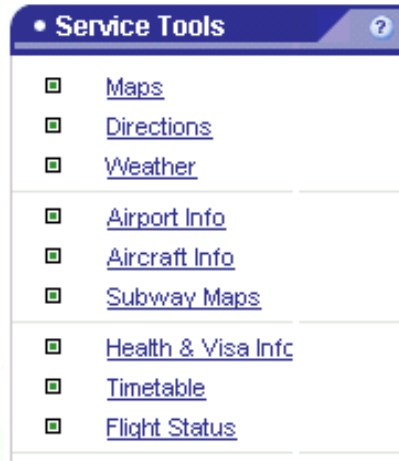 • Service Tools ?
Maps
Directions
Weather
Airport Info
Aircraft Info
Subway Maps
Health & Visa Info
Timetable
Flight Status